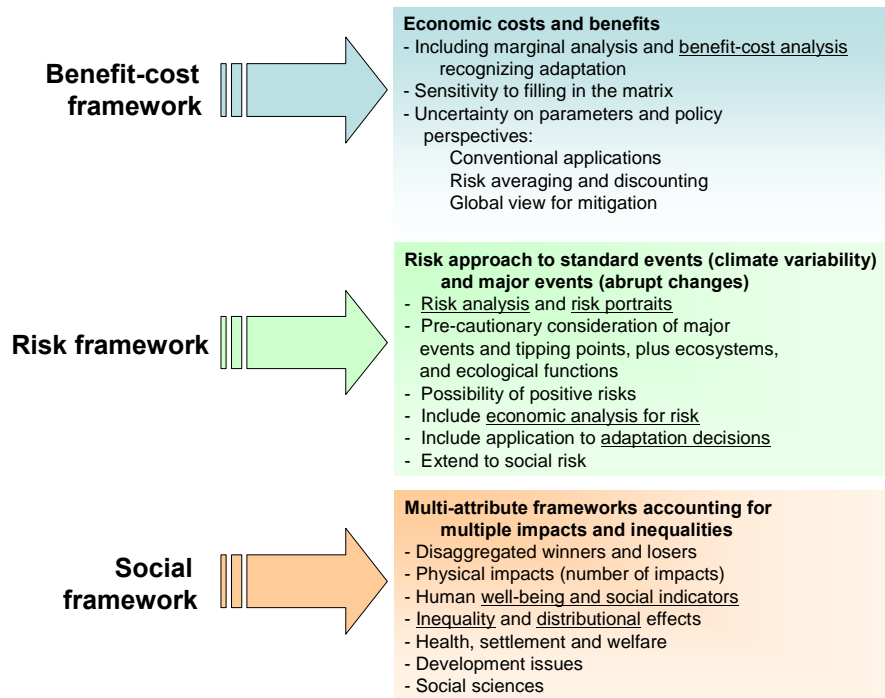 Benefit-cost
framework
Economic costs and benefits
- Including marginal analysis and benefit-cost analysis
recognizing adaptation
- Sensitivity to filling in the matrix
- Uncertainty on parameters and policy
perspectives:
Conventional applications
Risk averaging and discounting
Global view for mitigation
Risk framework
Risk approach to standard events (climate variability)
and major events (abrupt changes)
- Risk analysis and risk portraits
- Pre-cautionary consideration of major
events and tipping points, plus ecosystems,
and ecological functions
- Possibility of positive risks
- Include economic analysis for risk
- Include application to adaptation decisions
- Extend to social risk
Social
framework
Multi-attribute frameworks accounting for
multiple impacts and inequalities
- Disaggregated winners and losers
- Physical impacts (number of impacts)
- Human well-being and social indicators
- Inequality and distributional effects
- Health, settlement and welfare
- Development issues
- Social sciences